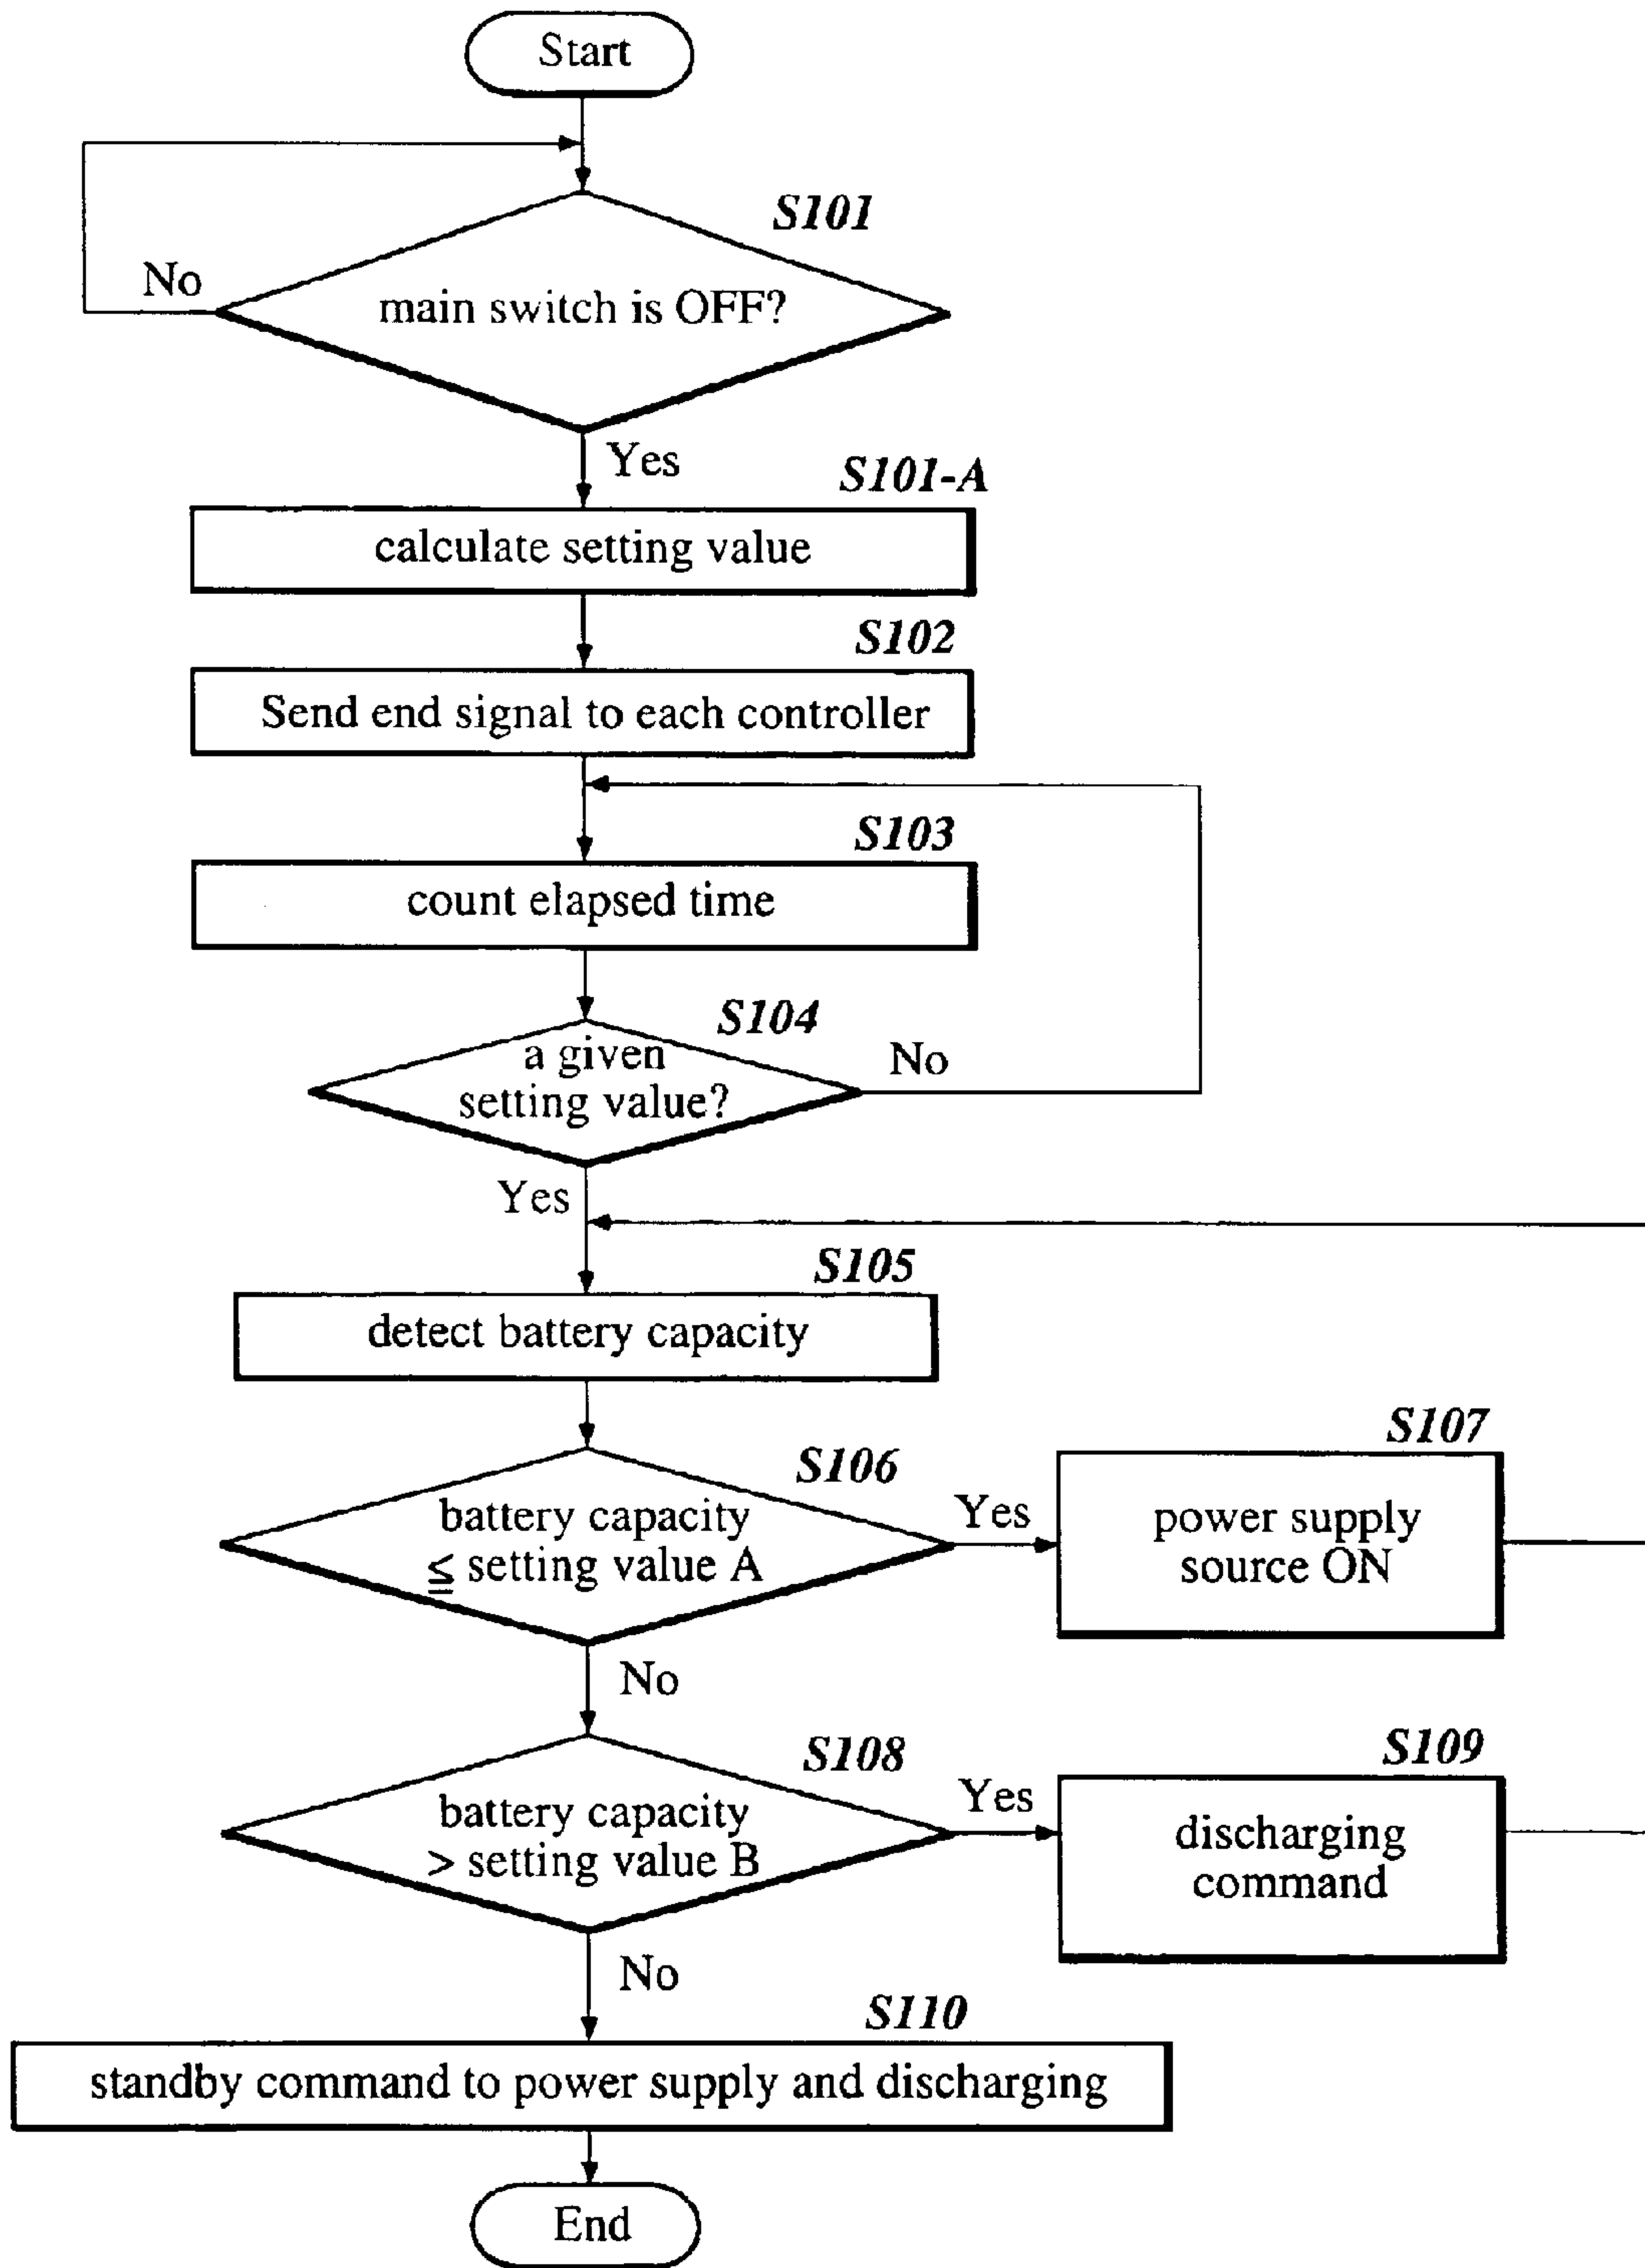 Start
S101
No
main switch is OFF?
Yes
S101-A
calculate setting value
S102
Send end signal to each controller
S103
count elapsed time
S104
a given
setting value?
No
Yes
S105
detect battery capacity
S106
battery capacity
≦ setting value A
Yes
S107
power supply
source ON
No
S108
battery capacity
> setting value B
Yes
S109
discharging
command
No
S110
standby command to power supply and discharging
End